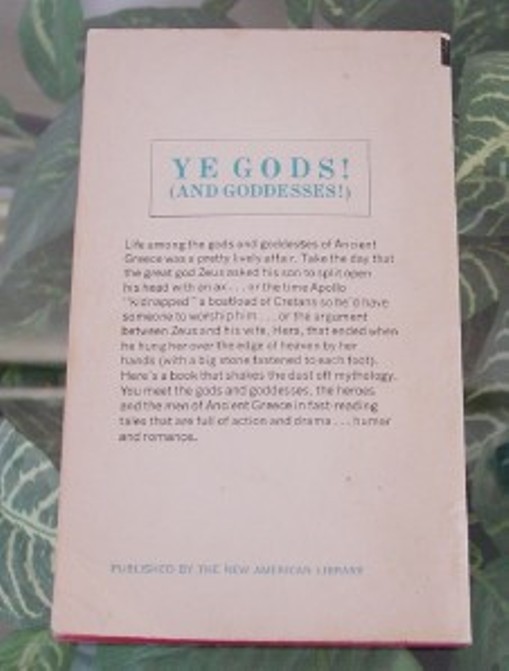 YE GODS!
(AND GODDESSES!)
Life among the gods and goddesses of Ancient
Greece was a pretty lively affair. Take the day that
the great god Zeus asked his son to split open
his head with an ax . . . or the time Apollo
"kidnapped" a boatload of Cretans so he'd have
someone to worship him . . . or the argument
between Zeus and his wife, Hera, that ended when
he hung her over the edge of heaven by her
hands (with a big stone fastened to each foot).
Here's a book that shakes the dust off mythology.
You meet the gods and goddesses, the heroes
and the men of Ancient Greece in fast-reading
tales that are full of action and drama . . . humor
and romance.
PUBLISHED BY THE NEW AMERICAN LIBRARY